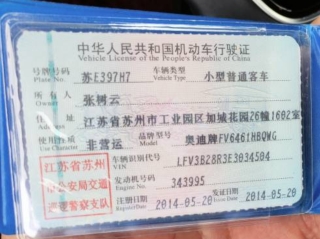 中华人民共和国机动车行驶证
Vehicle License of the People's Republic of China
号牌号码 苏E397H7 车辆类型 小型普通客车
Plate No. Vehicle Type
所有人 张树云
Owner
住址 江苏省苏州市工业园区加城花园26幢1602室
Address
使用性质 非营运 品牌型号 奥迪牌FV6461HBQWG
Use Character Model
江苏省苏州 车辆识别代号 LFV3B28R3E3034504
VIN
市公安局交通 发动机号码 343995
Engine No.
警察支队 注册日期 2014-05-20 发证日期 2014-05-20
Register Date Issue Date